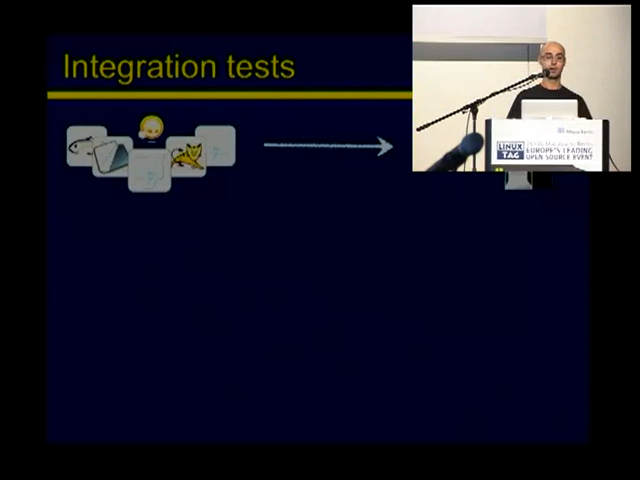 Integration tests
LINUX
TAG
EUROPE'S LEADING
OPEN SOURCE EVENT